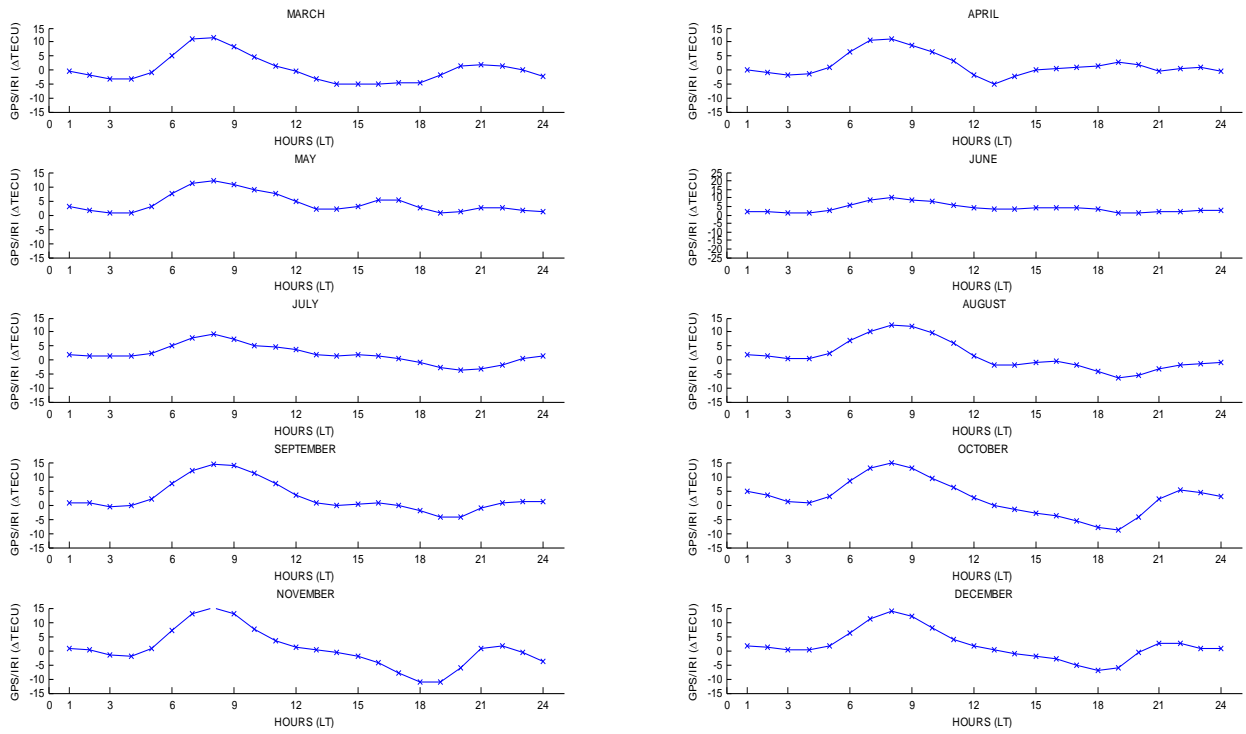 MARCH
GPS/IRI (ΔTECU)
15
10
5
0
-5
-10
-15
0 1 3 6 9 12 15 18 21 24
HOURS (LT)
APRIL
GPS/IRI (ΔTECU)
15
10
5
0
-5
-10
-15
0 1 3 6 9 12 15 18 21 24
HOURS (LT)
MAY
GPS/IRI (ΔTECU)
15
10
5
0
-5
-10
-15
0 1 3 6 9 12 15 18 21 24
HOURS (LT)
JUNE
GPS/IRI (ΔTECU)
25
20
15
10
5
0
-5
-10
-15
-20
-25
0 1 3 6 9 12 15 18 21 24
HOURS (LT)
JULY
GPS/IRI (ΔTECU)
15
10
5
0
-5
-10
-15
0 1 3 6 9 12 15 18 21 24
HOURS (LT)
AUGUST
GPS/IRI (ΔTECU)
15
10
5
0
-5
-10
-15
0 1 3 6 9 12 15 18 21 24
HOURS (LT)
SEPTEMBER
GPS/IRI (ΔTECU)
15
10
5
0
-5
-10
-15
0 1 3 6 9 12 15 18 21 24
HOURS (LT)
OCTOBER
GPS/IRI (ΔTECU)
15
10
5
0
-5
-10
-15
0 1 3 6 9 12 15 18 21 24
HOURS (LT)
NOVEMBER
GPS/IRI (ΔTECU)
15
10
5
0
-5
-10
-15
0 1 3 6 9 12 15 18 21 24
HOURS (LT)
DECEMBER
GPS/IRI (ΔTECU)
15
10
5
0
-5
-10
-15
0 1 3 6 9 12 15 18 21 24
HOURS (LT)